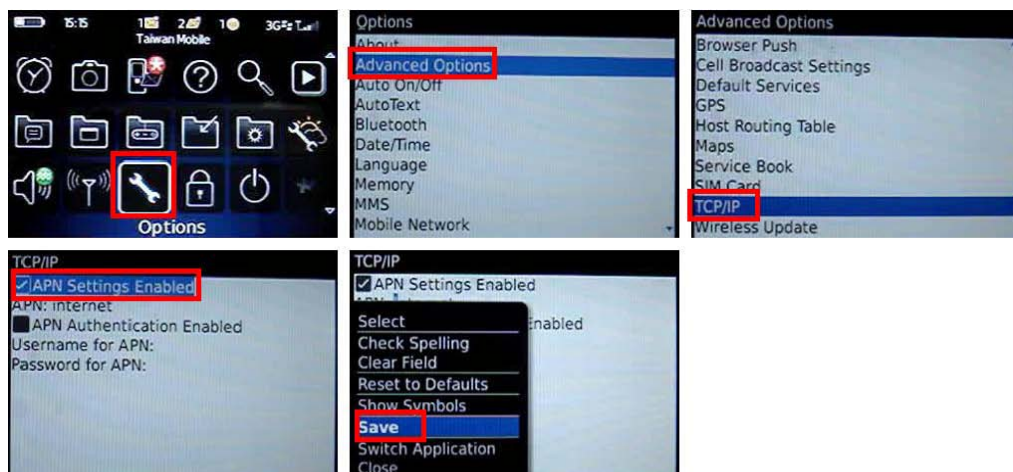 15:15
1
2
1
3G
Taiwan Mobile
Options
Options
About
Advanced Options
Auto On/Off
AutoText
Bluetooth
Date/Time
Language
Memory
MMS
Mobile Network
Advanced Options
Browser Push
Cell Broadcast Settings
Default Services
GPS
Host Routing Table
Maps
Service Book
SIM Card
TCP/IP
Wireless Update
TCP/IP
APN Settings Enabled
APN: internet
APN Authentication Enabled
Username for APN:
Password for APN:
TCP/IP
APN Settings Enabled
Enabled
Select
Check Spelling
Clear Field
Reset to Defaults
Show Symbols
Save
Switch Application
Close